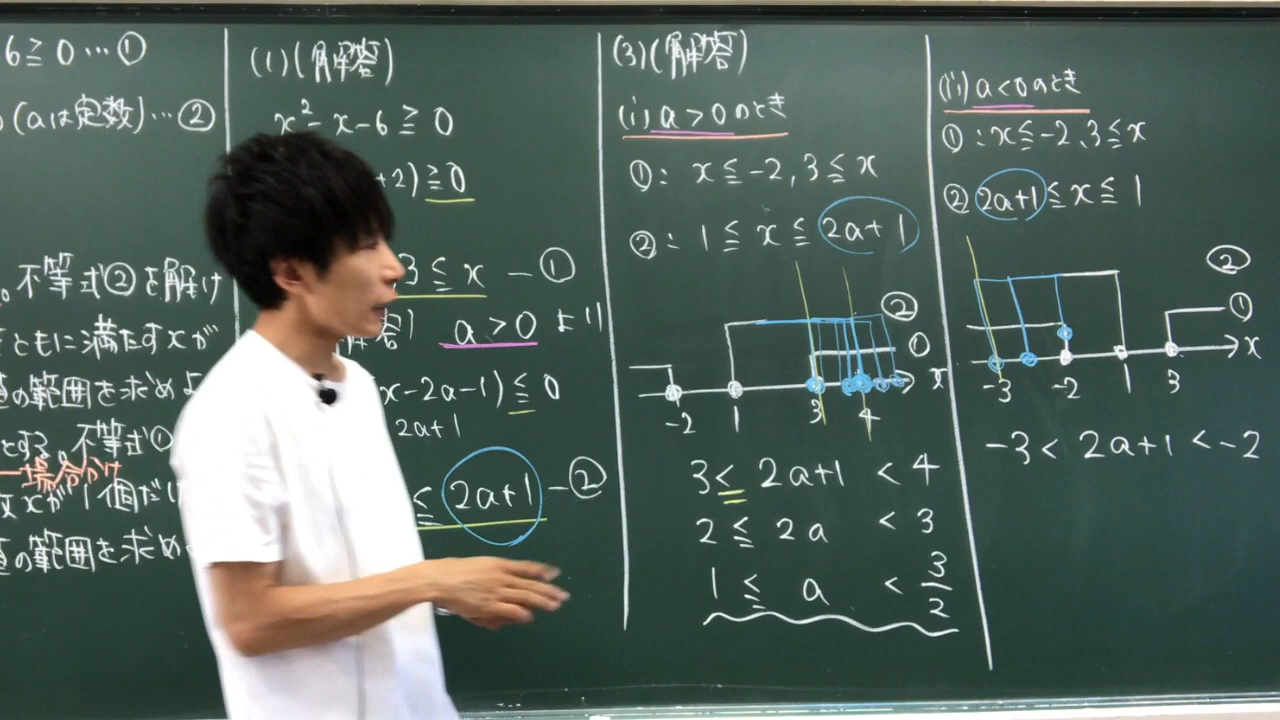 6≧0…①
(aは定数)…②
不等式②を解け
ともに満たすxが
の範囲を求めよ
とする。不等式①
場合分け
xが1個だけ
の範囲を求め
(1)(解答)
x²-x-6≧0
+2)≧0
3≦x-①
a>0より
x-2a-1)≦0
2a+1
≦2a+1-②
(3)(解答)
(i)a>0のとき
①: x≦-2,3≦x
②: 1≦x≦2a+1
②
①
-2 1 3 4 x
3≦2a+1<4
2≦2a<3
1≦a<3/2
(ii)a<0のとき
①:x≦-2,3≦x
②2a+1≦x≦1
②
①
-3 -2 1 3 x
-3<2a+1<-2